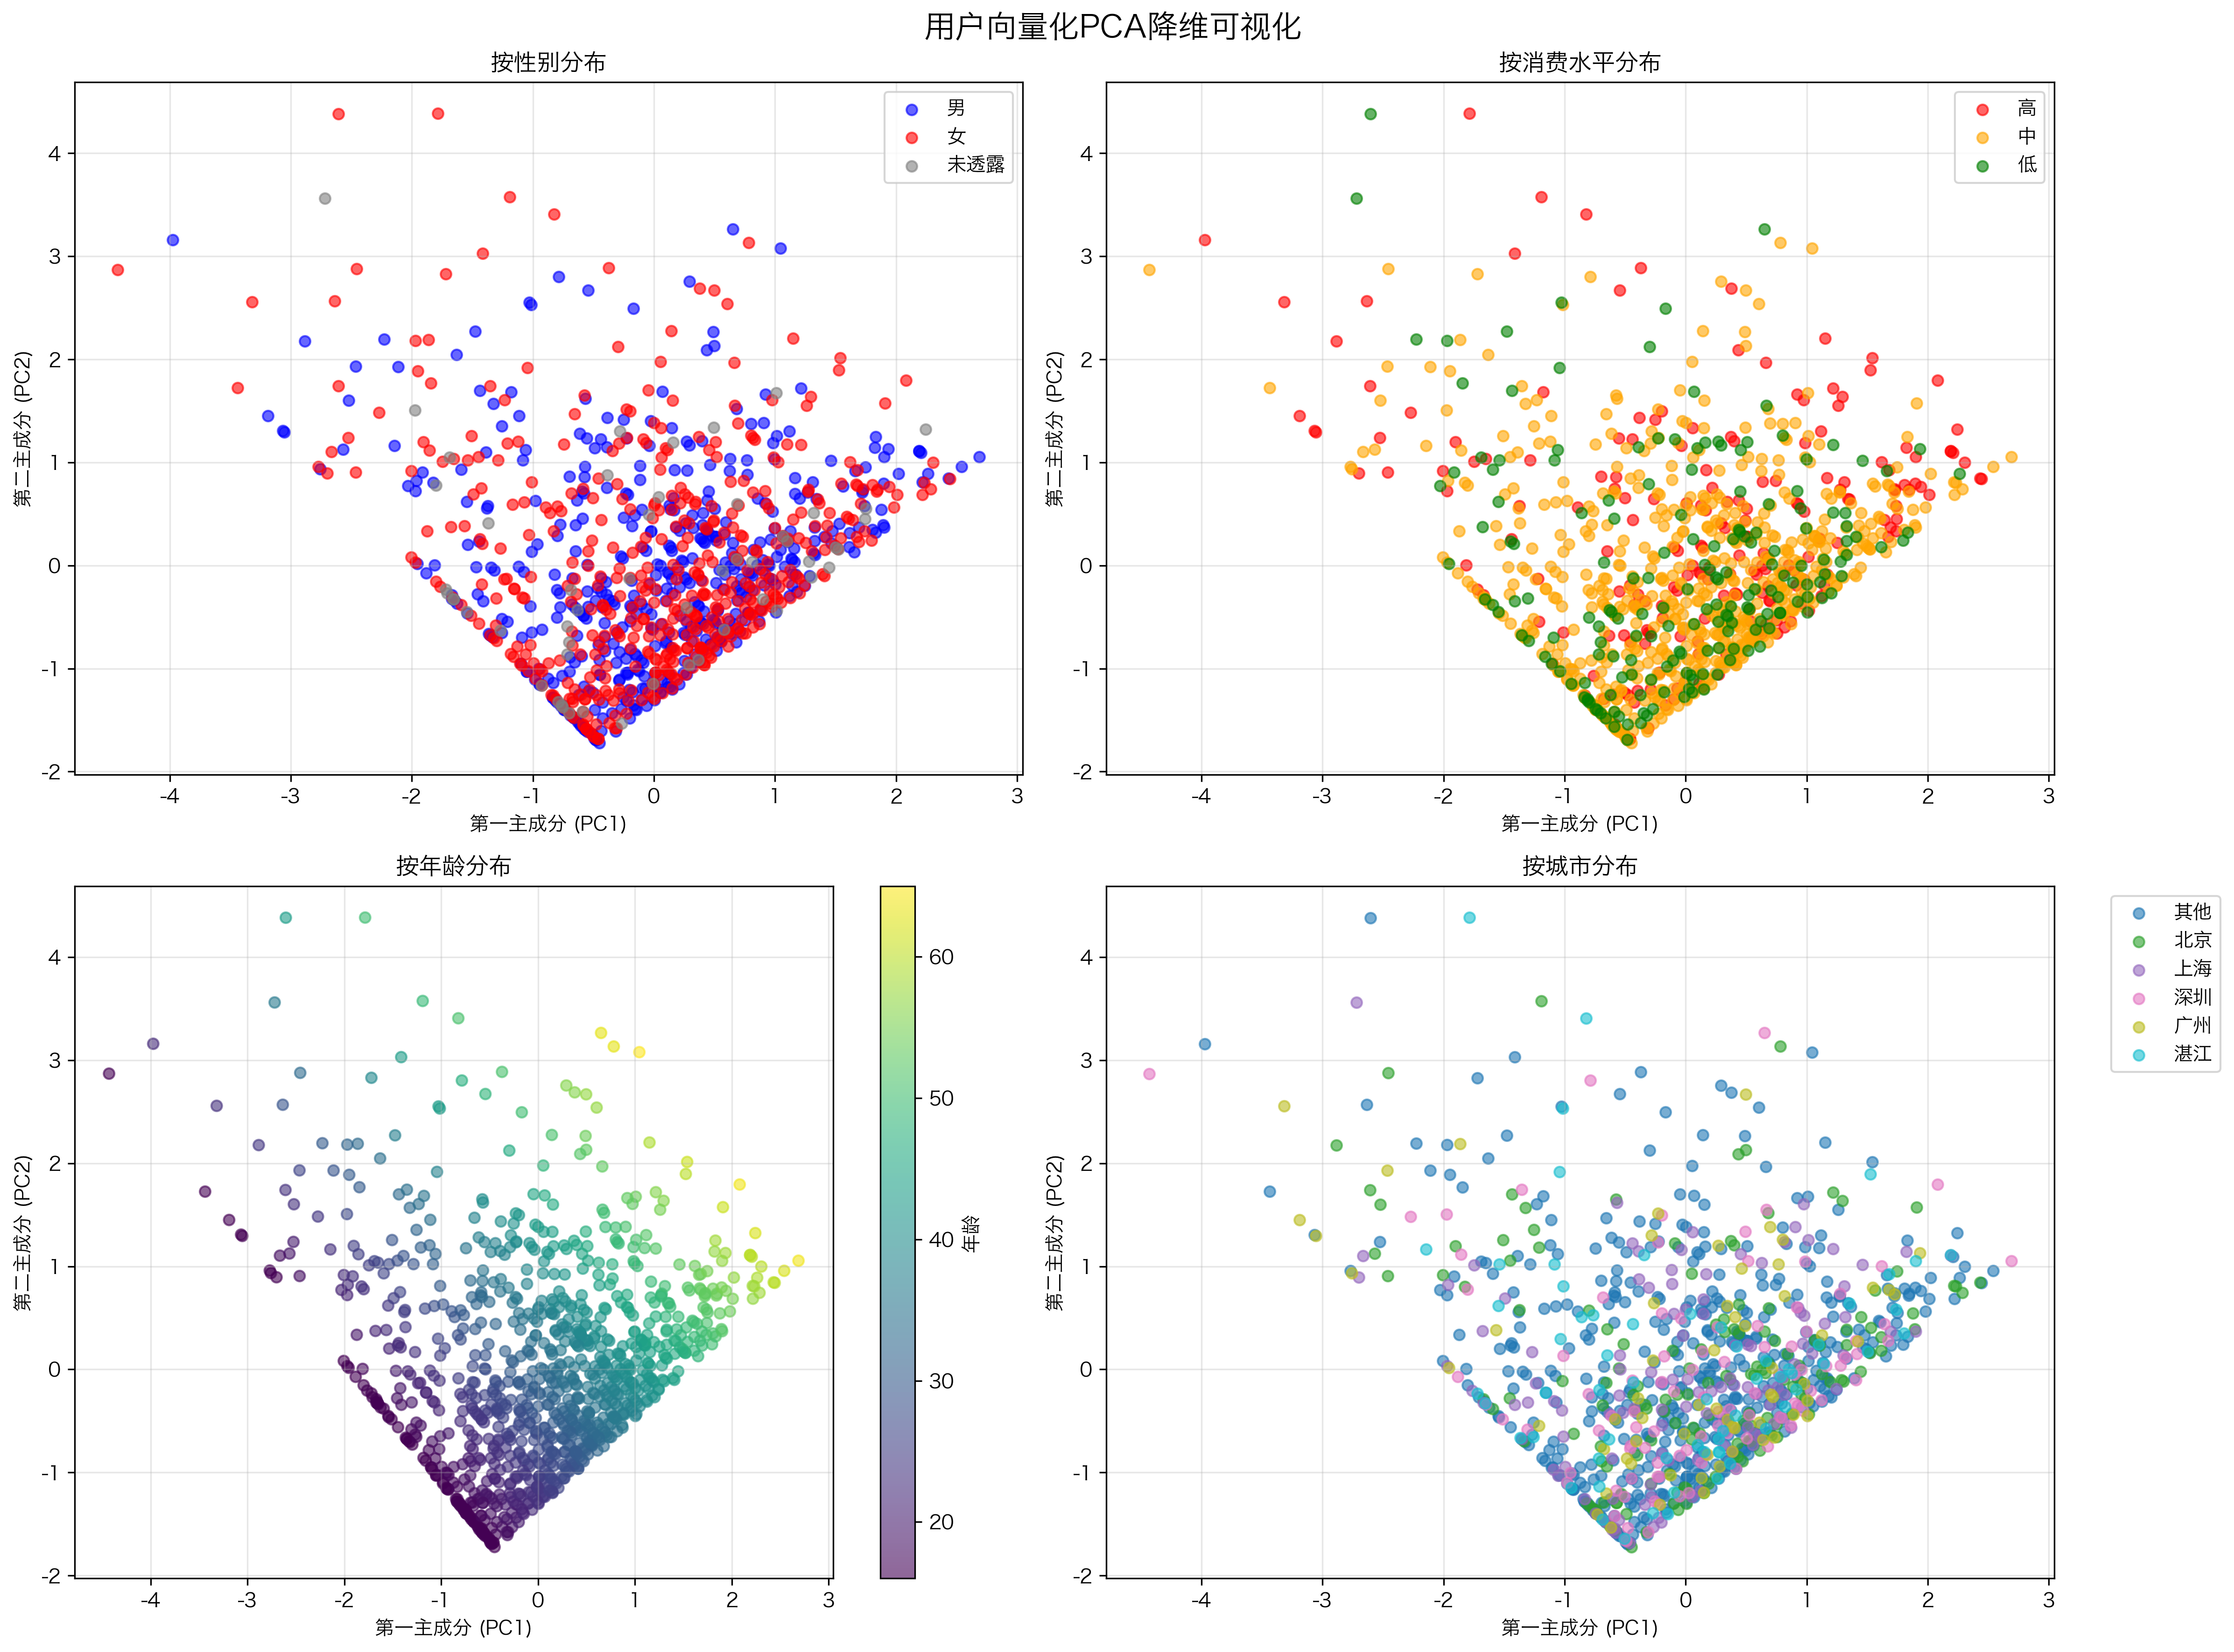 用户向量化PCA降维可视化
按性别分布
男
女
未透露
4
3
2
1
0
-1
-2
第二主成分 (PC2)
-4 -3 -2 -1 0 1 2 3
第一主成分 (PC1)
按消费水平分布
高
中
低
4
3
2
1
0
-1
-2
第二主成分 (PC2)
-4 -3 -2 -1 0 1 2 3
第一主成分 (PC1)
按年龄分布
4
3
2
1
0
-1
-2
第二主成分 (PC2)
-4 -3 -2 -1 0 1 2 3
第一主成分 (PC1)
60
50
40
30
20
年龄
按城市分布
其他
北京
上海
深圳
广州
湛江
4
3
2
1
0
-1
-2
第二主成分 (PC2)
-4 -3 -2 -1 0 1 2 3
第一主成分 (PC1)